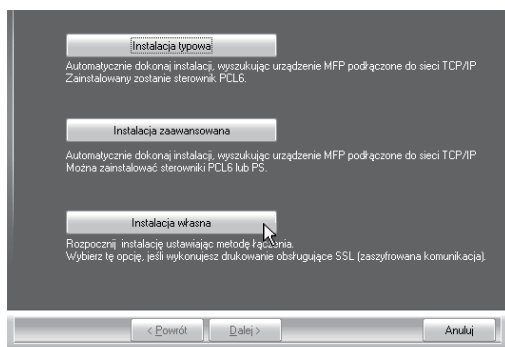 Instalacja typowa
Automatycznie dokonaj instalacji, wyszukując urządzenie MFP podłączone do sieci TCP/IP
Zainstalowany zostanie sterownik PCL6.
Instalacja zaawansowana
Automatycznie dokonaj instalacji, wyszukując urządzenie MFP podłączone do sieci TCP/IP
Można zainstalować sterowniki PCL6 lub PS.
Instalacja własna
Rozpocznij instalację ustawiając metodę łączenia.
Wybierz tę opcję, jeśli wykonujesz drukowanie obsługujące SSL (zaszyfrowana komunikacja).
< Powrót
Dalej >
Anuluj